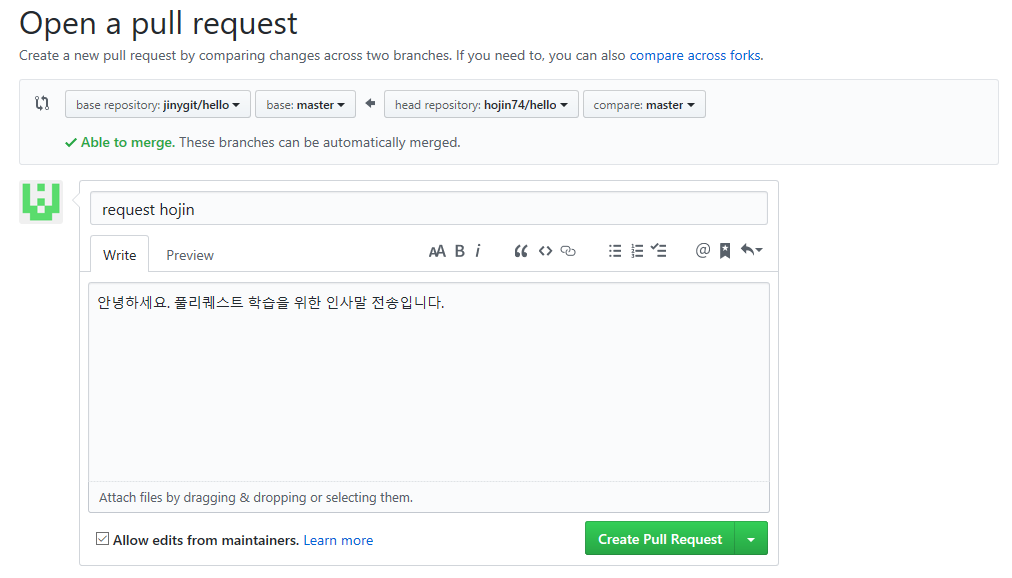 Open a pull request
Create a new pull request by comparing changes across two branches. If you need to, you can also compare across forks.
base repository: jinygit/hello base: master head repository: hojin74/hello compare: master
Able to merge. These branches can be automatically merged.
request hojin
Write Preview AA B i @
안녕하세요. 풀리퀘스트 학습을 위한 인사말 전송입니다.
Attach files by dragging & dropping or selecting them.
Allow edits from maintainers. Learn more Create Pull Request